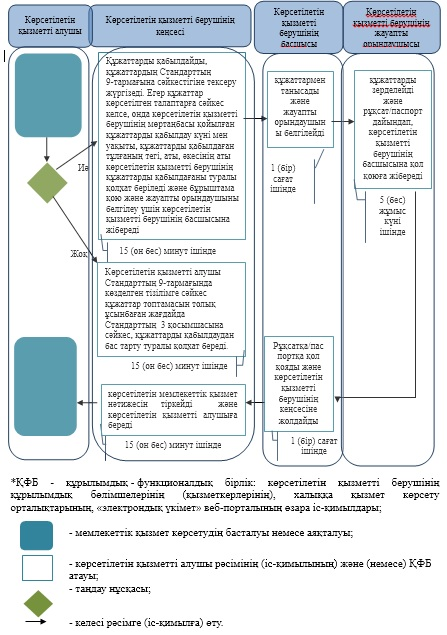 Көрсетілетін
қызметті алушы
Көрсетілетін қызметті берушінің
кеңсесі
Көрсетілетін
қызметті
берушінің
басшысы
Көрсетілетін
қызметті берушінің
жауапты
орындаушысы
Құжаттарды қабылдайды,
құжаттардың Стандарттың
9-тармағына сәйкестігіне тексеру
жүргізеді. Егер құжаттар
көрсетілген талаптарға сәйкес
келсе, онда көрсетілетін қызметті
берушінің мөртаңбасы қойылған
құжаттарды қабылдау күні мен
уақыты, құжаттарды қабылдаған
тұлғаның тегі, аты, әкесінің аты
көрсетілетін қызметті берушінің
құжаттарды қабылдағаны туралы
қолхат беріледі және бұрыштама
қою және жауапты орындаушыны
белгілеу үшін көрсетілетін
қызметті берушінің басшысына
жібереді
15 (он бес) минут ішінде
құжаттармен
танысады
және
жауапты
орындаушын
ы белгілейді
1 (бір)
сағат
ішінде
құжаттарды
зерделейді
және
рұқсат/паспорт
дайындап,
көрсетілетін
қызметті
берушінің
басшысына қол
қоюға жібереді
5 (бес)
жұмыс
күні
ішінде
Иә
Жоқ
Көрсетілетін қызметті алушы
Стандарттың 9-тармағында
көзделген тізілімге сәйкес
құжаттар топтамасын толық
ұсынбаған жағдайда
Стандарттың 3 қосымшасына
сәйкес, құжаттарды қабылдаудан
бас тарту туралы қолхат береді.
15 (он бес) минут ішінде
көрсетілетін мемлекеттік қызмет
нәтижесін тіркейді және
көрсетілетін қызметті алушыға
береді
15 (он бес) минут ішінде
Рұқсатқа/пас
портқа қол
қояды және
көрсетілетін
қызметті
берушінің
кеңсесіне
жолдайды
1 (бір) сағат
ішінде
*ҚФБ - құрылымдық - функционалдық бірлік: көрсетілетін қызметті берушінің
құрылымдық бөлімшелерінің (қызметкерлерінің), халыққа қызмет көрсету
орталықтарының, «электрондық үкімет» веб-порталының өзара іс-қимылдары;
- мемлекеттік қызмет көрсетудің басталуы немесе аяқталуы;
- көрсетілетін қызметті алушы рәсімінің (іс-қимылының) және (немесе) ҚФБ
атауы;
- таңдау нұсқасы;
- келесі рәсімге (іс-қимылға) өту.